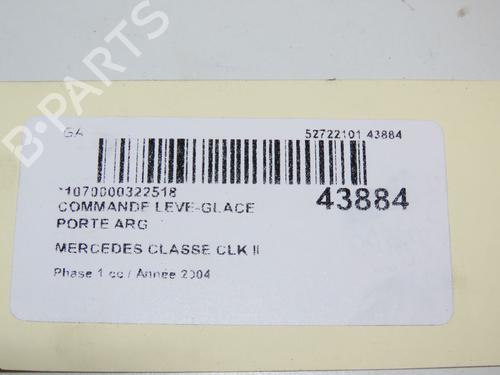 GA 52722101 43884
*1070000322518
COMMANDE LEVE-GLACE
PORTE ARG
43884
MERCEDES CLASSE CLK II
Phase 1 cc / Année 2004
B-PARTS